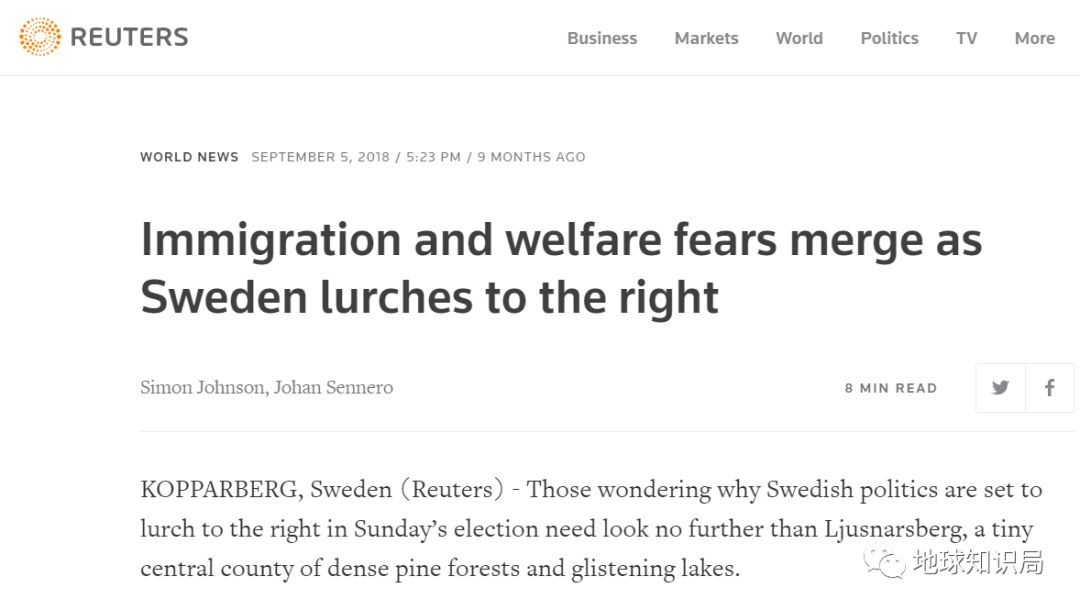 REUTERS
Business Markets World Politics TV More
WORLD NEWS SEPTEMBER 5, 2018 / 5:23 PM / 9 MONTHS AGO
Immigration and welfare fears merge as
Sweden lurches to the right
Simon Johnson, Johan Sennero
8 MIN READ
KOPPARBERG, Sweden (Reuters) - Those wondering why Swedish politics are set to
lurch to the right in Sunday’s election need look no further than Ljusnarsberg, a tiny
central county of dense pine forests and glistening lakes.
地球知识局